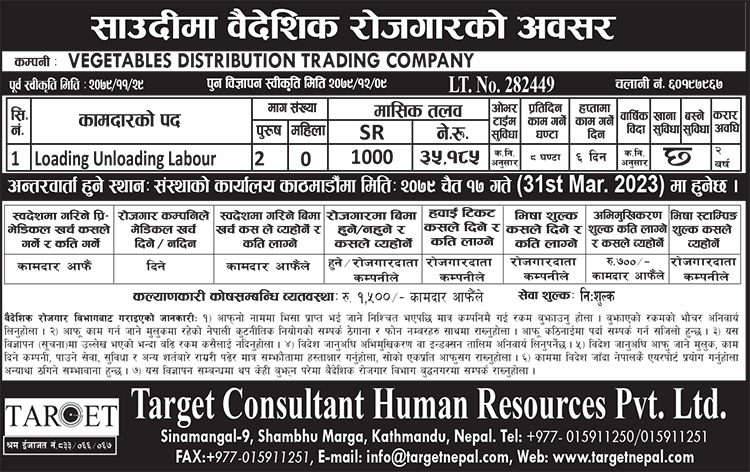 साउदीमा वैदेशिक रोजगारको अवसर
कम्पनी : VEGETABLES DISTRIBUTION TRADING COMPANY
पूर्व स्वीकृति मिति : २०७९/११/२९ पुन विज्ञापन स्वीकृति मिति २०७९/१२/०९ LT. No. 282449 चलानी नं. ६०१९७९६७
सि. नं. कामदारको पद माग संख्या पुरुष महिला मासिक तलव SR ने.रू. ओभर टाईम सुविधा प्रतिदिन काम गर्ने घण्टा हप्तामा काम गर्ने दिन वार्षिक विदा खाना सुविधा बस्ने सुविधा करार अवधि
1 Loading Unloading Labour 2 0 1000 ३५,१८५ क.नि. अनुसार ८ घण्टा ६ दिन क.नि. अनुसार छ २ वर्ष
अन्तरवार्ता हुने स्थान: संस्थाको कार्यालय काठमाडौंमा मिति: २०७९ चैत १७ गते (31st Mar. 2023) मा हुनेछ ।
स्वदेशमा गरिने प्रि-मेडिकल खर्च कसले गर्ने र कति गर्ने रोजगार कम्पनिले मेडिकल खर्च दिने / नदिन स्वदेशमा गरिने बिमा खर्च कस ले व्यहोर्ने र कति लाग्ने रोजगारमा बिमा हुने/नहुने र कसले व्यहोर्ने हवाई टिकट कसले दिने र कति लाग्ने भिषा शुल्क कसले दिने र कति लाग्ने अभिमुखिकरण शुल्क कति लाग्ने र कसले व्यहोर्ने भिषा स्टाम्पिङ शुल्क कसले व्यहोर्ने
कामदार आफैं दिने कामदार आफैंले हुने / रोजगारदाता कम्पनीले रोजगारदाता कम्पनीले रोजगारदाता कम्पनीले रु.७००/- कामदार आफैंले रोजगारदाता कम्पनीले
कल्याणकारी कोषसम्बन्धि व्यवस्था: रु. १,५००/- कामदार आफैंले सेवा शुल्क: नि:शुल्क
वैदेशिक रोजगार विभागबाट गराइएको जानकारी: १) आफ्नो नाममा भिसा प्राप्त भई जाने निश्चित भएपछि मात्र कम्पनिमै गई रकम बुझाउनु होला । बुझाएको रकमको भौचर अनिवार्य
लिनुहोला । २) आफू काम गर्न जाने मुलुकमा रहेको नेपाली कुटनीतिक नियोगको सम्पर्क ठेगाना र फोन नम्बरहरु साथमा राख्नुहोला । आफू कठिनाईमा पर्दा सम्पर्क गर्न सजिलो हुन्छ । ३) यस
विज्ञापन (सूचना)मा उल्लेख भएको भन्दा बढि रकम कसैलाई नदिनुहोला । ४) विदेश जानुअघि अभिमुखिकरण वा इन्डक्सन तालिम अनिवार्य लिनुपर्नेछ । ५) विदेश जानुअघि आफू जाने मुलुक, काम
दिने कम्पनी, पाउने सेवा, सुविधा र अन्य शर्तबारे राम्ररी पढेर मात्र सम्झौतामा हस्ताक्षर गर्नुहोला, सोको एकप्रति आफूसग राख्नुहोला । ६) काममा विदेश जाँदा नेपालकै एयरपोर्ट प्रयोग गर्नुहोला
अन्यथा ठगिने सम्भावना हुन्छ । ७) यस विज्ञापन सम्बन्धमा थप केही बुझ्नु परेमा वैदेशिक रोजगार विभाग बुद्धनगरमा सम्पर्क राख्नुहोला ।
TARGET
श्रम इजाजत नं.८३३/०६६/०६७
Target Consultant Human Resources Pvt. Ltd.
Sinamangal-9, Shambhu Marga, Kathmandu, Nepal. Tel: +977- 015911250/015911251
FAX:+977-015911251, E-mail: info@targetnepal.com, Web: www.targetnepal.com